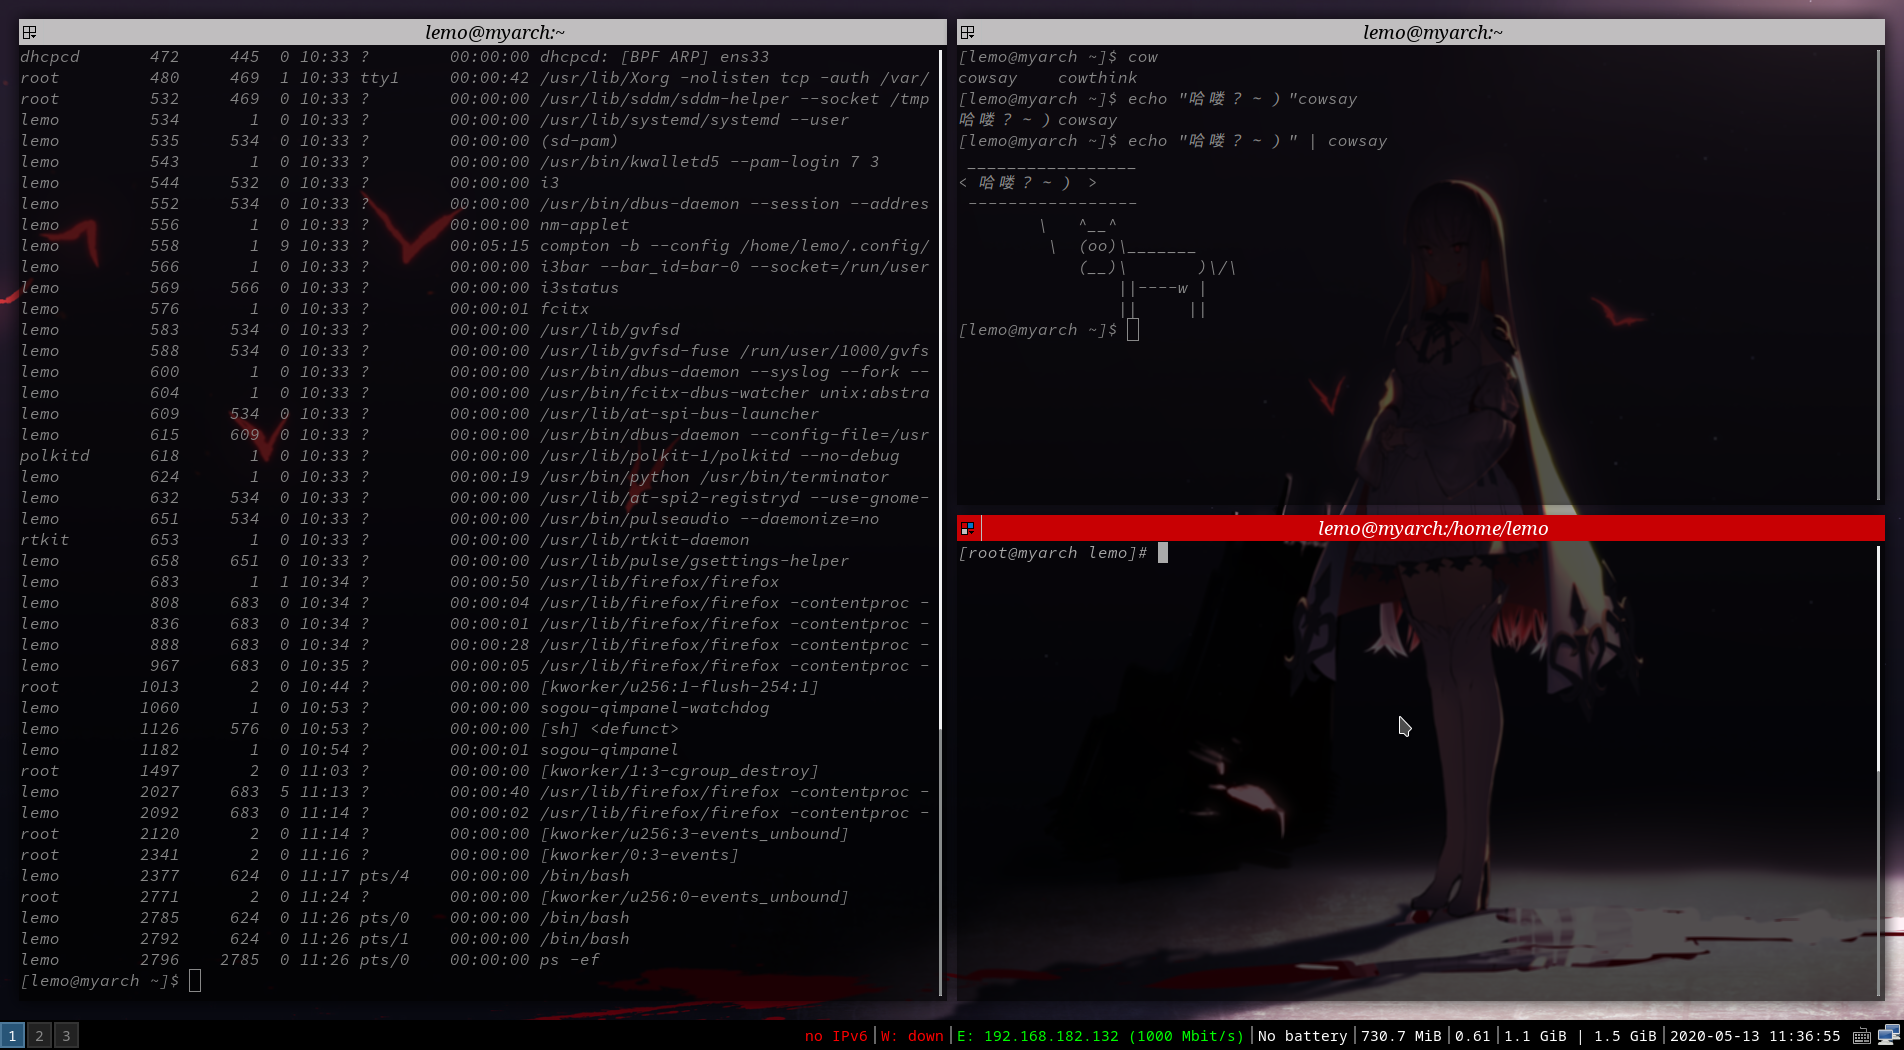 lemo@myarch:~
dhcpcd 472 445 0 10:33 ? 00:00:00 dhcpcd: [BPF ARP] ens33
root 480 469 1 10:33 tty1 00:00:42 /usr/lib/Xorg -nolisten tcp -auth /var/
root 532 469 0 10:33 ? 00:00:00 /usr/lib/sddm/sddm-helper --socket /tmp
lemo 534 1 0 10:33 ? 00:00:00 /usr/lib/systemd/systemd --user
lemo 535 534 0 10:33 ? 00:00:00 (sd-pam)
lemo 543 1 0 10:33 ? 00:00:00 /usr/bin/kwalletd5 --pam-login 7 3
lemo 544 532 0 10:33 ? 00:00:00 i3
lemo 552 534 0 10:33 ? 00:00:00 /usr/bin/dbus-daemon --session --addres
lemo 556 1 0 10:33 ? 00:00:00 nm-applet
lemo 558 1 9 10:33 ? 00:05:15 compton -b --config /home/lemo/.config/
lemo 566 1 0 10:33 ? 00:00:00 i3bar --bar_id=bar-0 --socket=/run/user
lemo 569 566 0 10:33 ? 00:00:00 i3status
lemo 576 1 0 10:33 ? 00:00:01 fcitx
lemo 583 534 0 10:33 ? 00:00:00 /usr/lib/gvfsd
lemo 588 534 0 10:33 ? 00:00:00 /usr/lib/gvfsd-fuse /run/user/1000/gvfs
lemo 600 1 0 10:33 ? 00:00:00 /usr/bin/dbus-daemon --syslog --fork --
lemo 604 1 0 10:33 ? 00:00:00 /usr/bin/fcitx-dbus-watcher unix:abstra
lemo 609 534 0 10:33 ? 00:00:00 /usr/lib/at-spi-bus-launcher
lemo 615 609 0 10:33 ? 00:00:00 /usr/bin/dbus-daemon --config-file=/usr
polkitd 618 1 0 10:33 ? 00:00:00 /usr/lib/polkit-1/polkitd --no-debug
lemo 624 1 0 10:33 ? 00:00:19 /usr/bin/python /usr/bin/terminator
lemo 632 534 0 10:33 ? 00:00:00 /usr/lib/at-spi2-registryd --use-gnome-
lemo 651 534 0 10:33 ? 00:00:00 /usr/bin/pulseaudio --daemonize=no
rtkit 653 1 0 10:33 ? 00:00:00 /usr/lib/rtkit-daemon
lemo 658 651 0 10:33 ? 00:00:00 /usr/lib/pulse/gsettings-helper
lemo 683 1 1 10:34 ? 00:00:50 /usr/lib/firefox/firefox
lemo 808 683 0 10:34 ? 00:00:04 /usr/lib/firefox/firefox -contentproc -
lemo 836 683 0 10:34 ? 00:00:01 /usr/lib/firefox/firefox -contentproc -
lemo 888 683 0 10:34 ? 00:00:28 /usr/lib/firefox/firefox -contentproc -
lemo 967 683 0 10:35 ? 00:00:05 /usr/lib/firefox/firefox -contentproc -
root 1013 2 0 10:44 ? 00:00:00 [kworker/u256:1-flush-254:1]
lemo 1060 1 0 10:53 ? 00:00:00 sogou-qimpanel-watchdog
lemo 1126 576 0 10:53 ? 00:00:00 [sh] <defunct>
lemo 1182 1 0 10:54 ? 00:00:01 sogou-qimpanel
root 1497 2 0 11:03 ? 00:00:00 [kworker/1:3-cgroup_destroy]
lemo 2027 683 5 11:13 ? 00:00:40 /usr/lib/firefox/firefox -contentproc -
lemo 2092 683 0 11:14 ? 00:00:02 /usr/lib/firefox/firefox -contentproc -
root 2120 2 0 11:14 ? 00:00:00 [kworker/u256:3-events_unbound]
root 2341 2 0 11:16 ? 00:00:00 [kworker/0:3-events]
lemo 2377 624 0 11:17 pts/4 00:00:00 /bin/bash
root 2771 2 0 11:24 ? 00:00:00 [kworker/u256:0-events_unbound]
lemo 2785 624 0 11:26 pts/0 00:00:00 /bin/bash
lemo 2792 624 0 11:26 pts/1 00:00:00 /bin/bash
lemo 2796 2785 0 11:26 pts/0 00:00:00 ps -ef
[lemo@myarch ~]$
lemo@myarch:~
[lemo@myarch ~]$ cow
cowsay cowthink
[lemo@myarch ~]$ echo "哈喽？~）"cowsay
哈喽？~）cowsay
[lemo@myarch ~]$ echo "哈喽？~）" | cowsay
 _________________
< 哈喽？~） >
 -----------------
        \   ^__^
         \  (oo)\_______
            (__)\       )\/\
                ||----w |
                ||     ||
[lemo@myarch ~]$
lemo@myarch:/home/lemo
[root@myarch lemo]#
1 2 3 no IPv6|W: down|E: 192.168.182.132 (1000 Mbit/s)|No battery|730.7 MiB|0.61|1.1 GiB | 1.5 GiB|2020-05-13 11:36:55